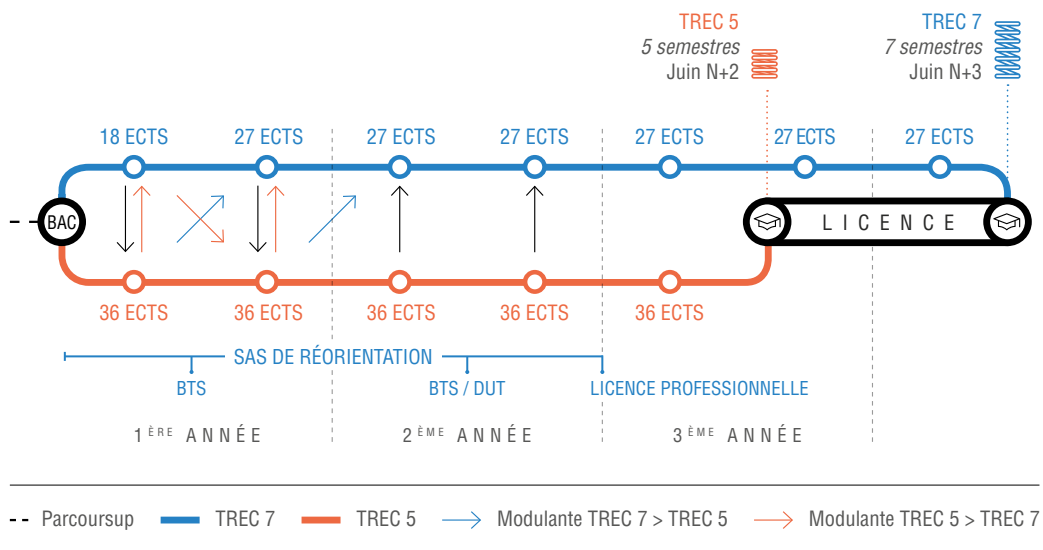 TREC 5
5 semestres
Juin N+2
TREC 7
7 semestres
Juin N+3
18 ECTS 27 ECTS 27 ECTS 27 ECTS 27 ECTS 27 ECTS 27 ECTS
BAC
LICENCE
36 ECTS 36 ECTS 36 ECTS 36 ECTS 36 ECTS
SAS DE RÉORIENTATION
BTS BTS / DUT LICENCE PROFESSIONNELLE
1ÈRE ANNÉE 2ÈME ANNÉE 3ÈME ANNÉE
Parcoursup TREC 7 TREC 5 Modulante TREC 7 > TREC 5 Modulante TREC 5 > TREC 7